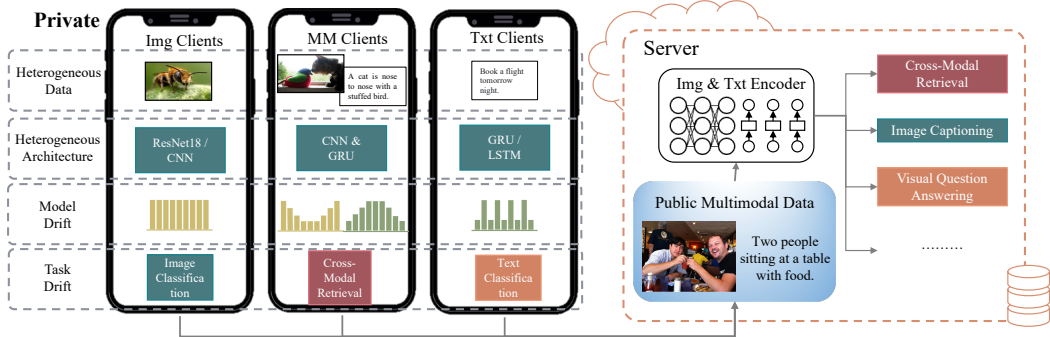 Private
Img Clients
MM Clients
Txt Clients
Heterogeneous
Data
A cat is nose
to nose with a
stuffed bird.
Book a flight
tomorrow
night.
Heterogeneous
Architecture
ResNet18 /
CNN
CNN &
GRU
GRU /
LSTM
Model
Drift
Task
Drift
Image
Classifica
tion
Cross-
Modal
Retrieval
Text
Classifica
tion
Server
Img & Txt Encoder
Public Multimodal Data
Two people
sitting at a table
with food.
Cross-Modal
Retrieval
Image Captioning
Visual Question
Answering
.........